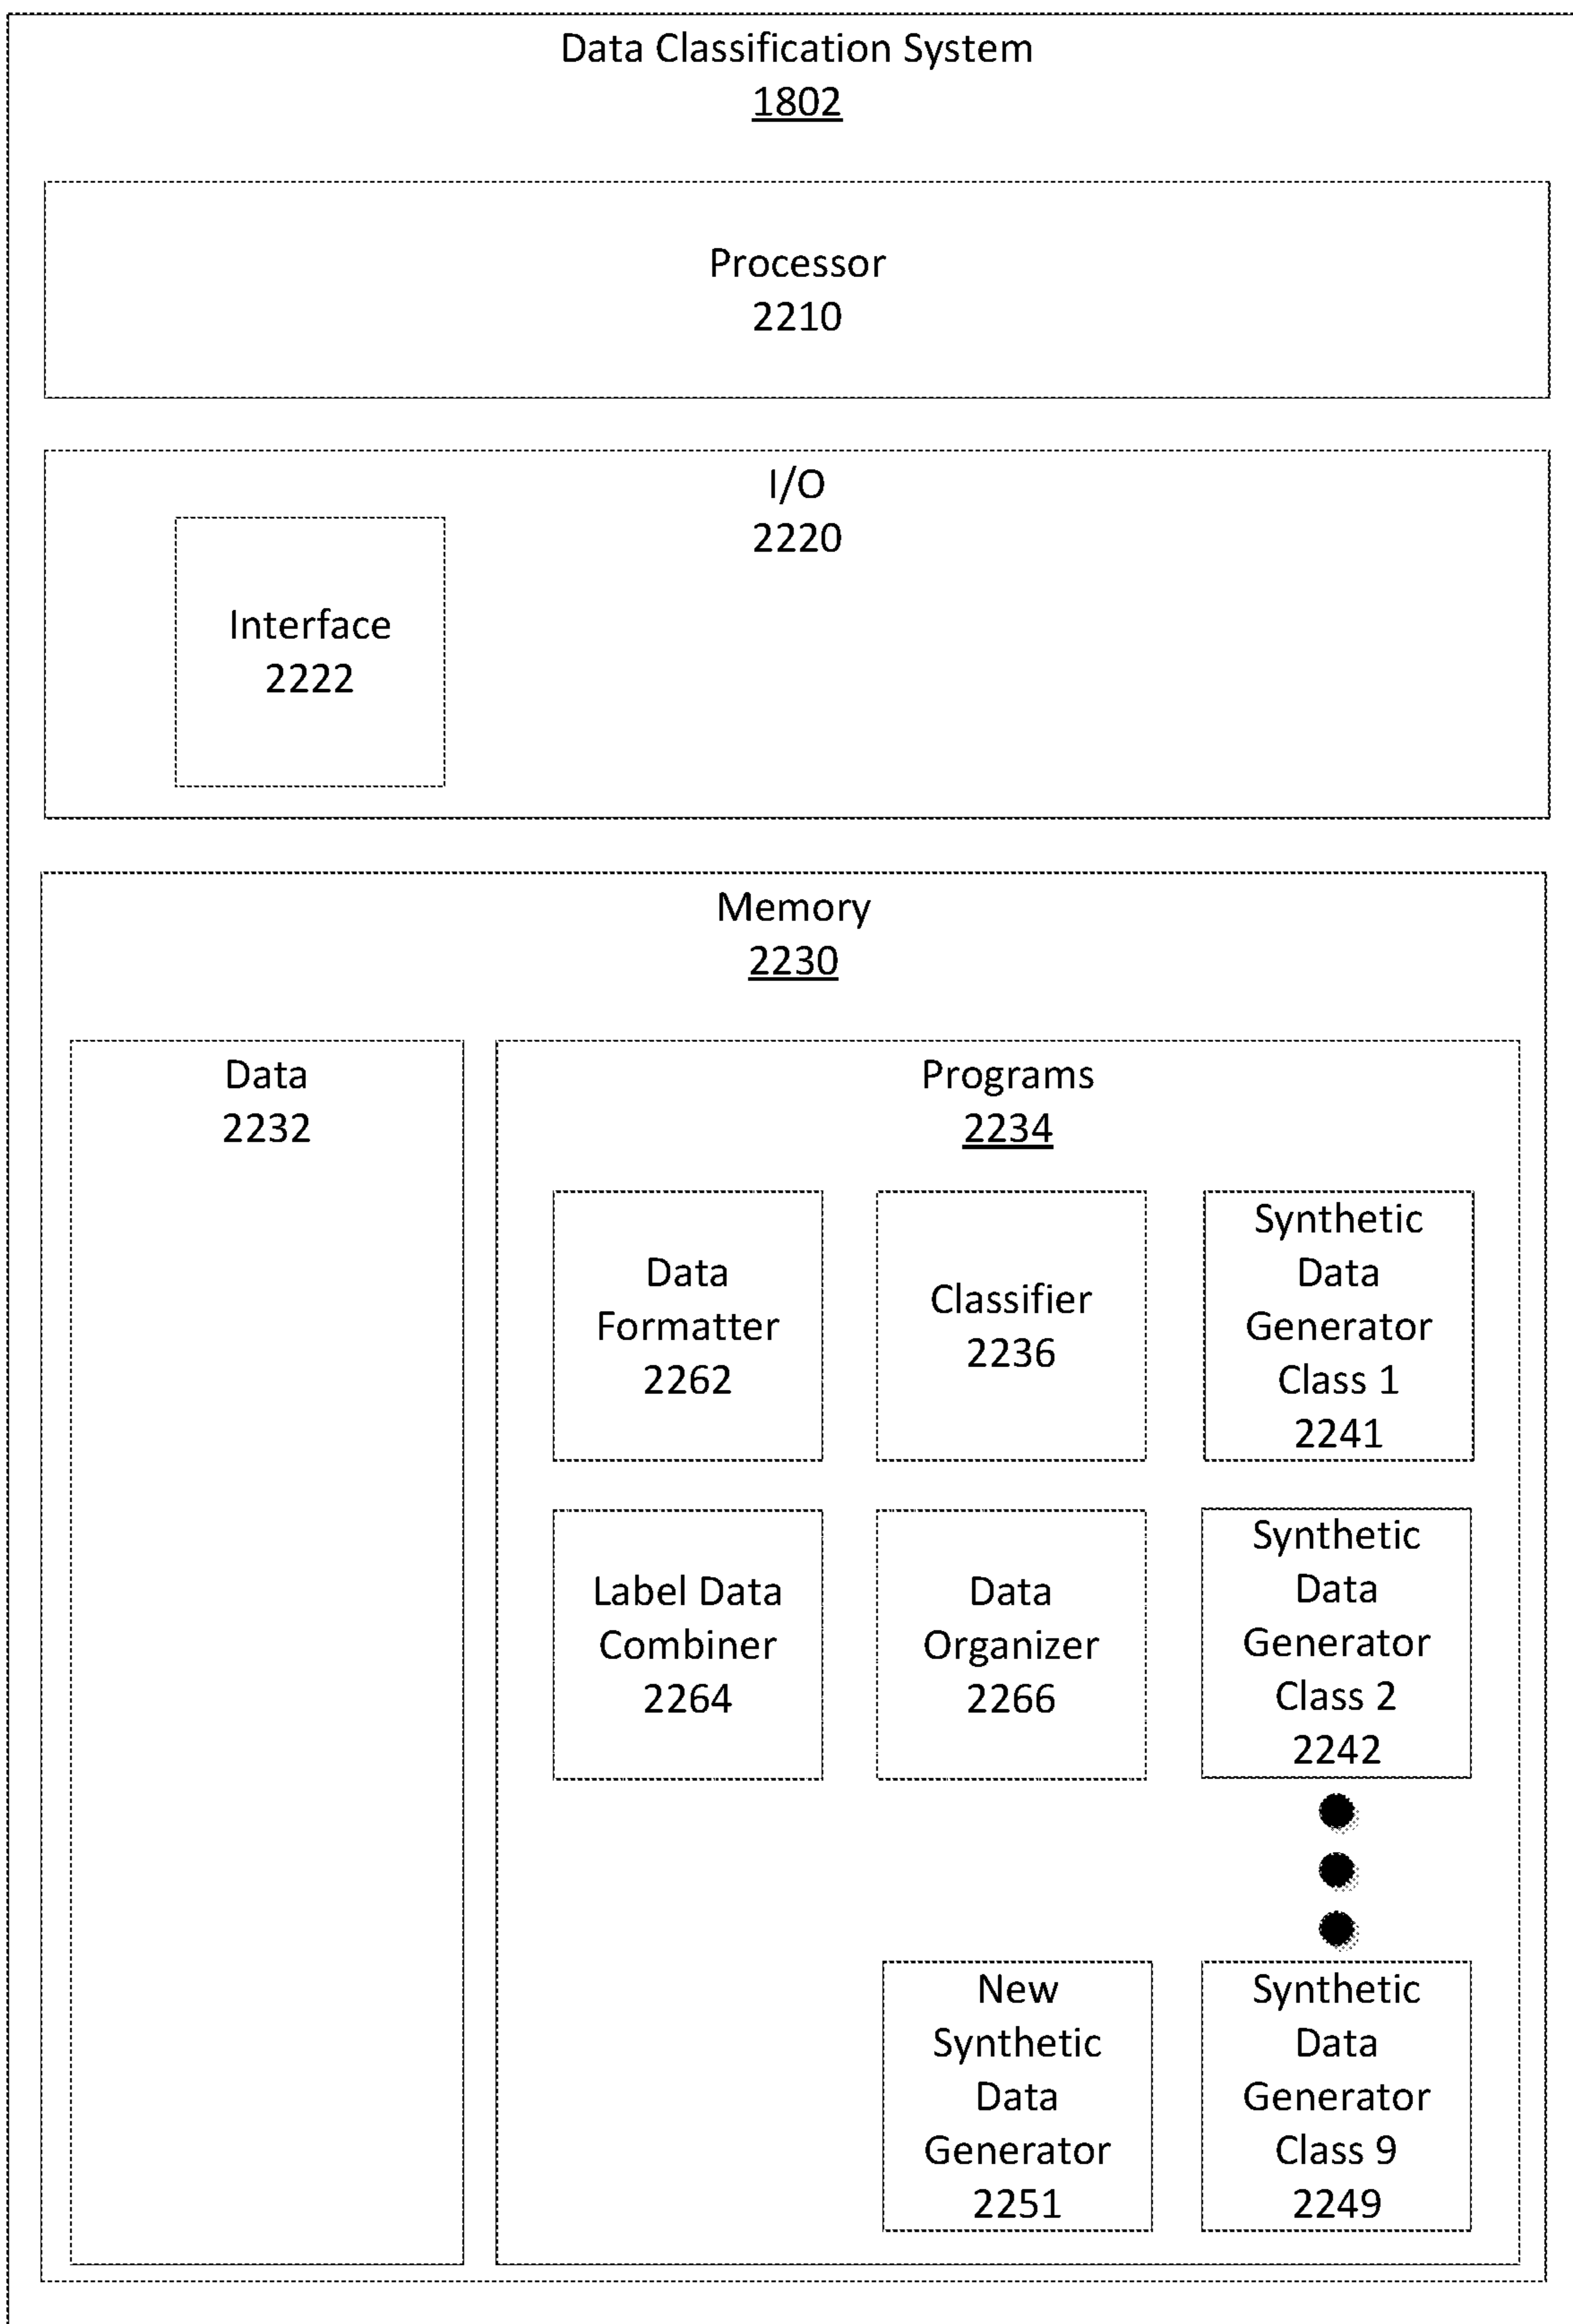 Data Classification System
1802
Processor
2210
I/O
2220
Interface
2222
Memory
2230
Data
2232
Programs
2234
Data
Formatter
2262
Classifier
2236
Synthetic
Data
Generator
Class 1
2241
Label Data
Combiner
2264
Data
Organizer
2266
Synthetic
Data
Generator
Class 2
2242
New
Synthetic
Data
Generator
2251
Synthetic
Data
Generator
Class 9
2249